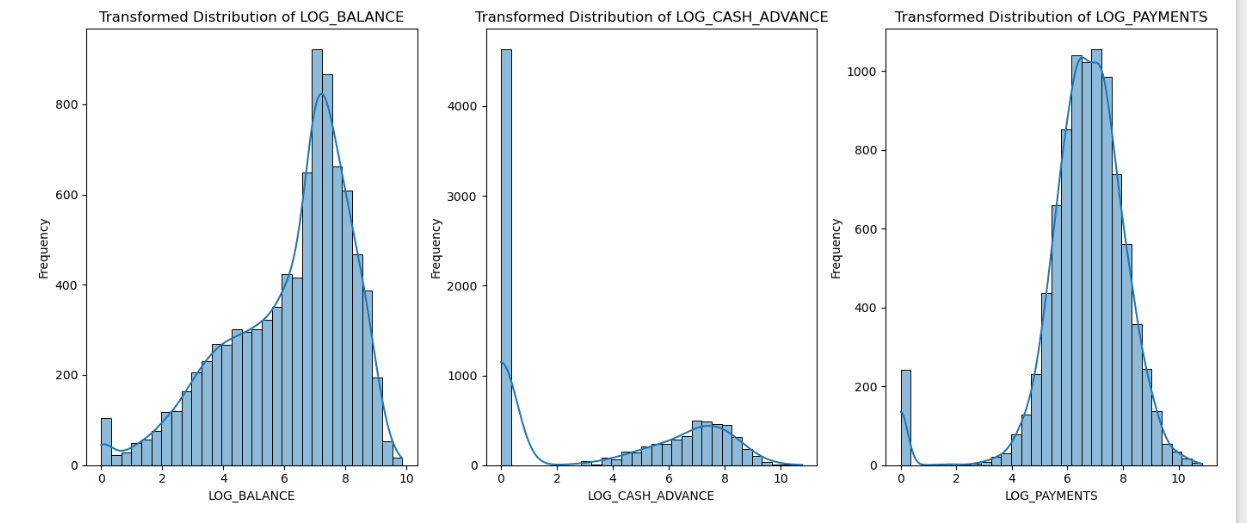 Transformed Distribution of LOG_BALANCE
Frequency
800
600
400
200
0
0 2 4 6 8 10
LOG_BALANCE
Transformed Distribution of LOG_CASH_ADVANCE
Frequency
4000
3000
2000
1000
0
0 2 4 6 8 10
LOG_CASH_ADVANCE
Transformed Distribution of LOG_PAYMENTS
Frequency
1000
800
600
400
200
0
0 2 4 6 8 10
LOG_PAYMENTS